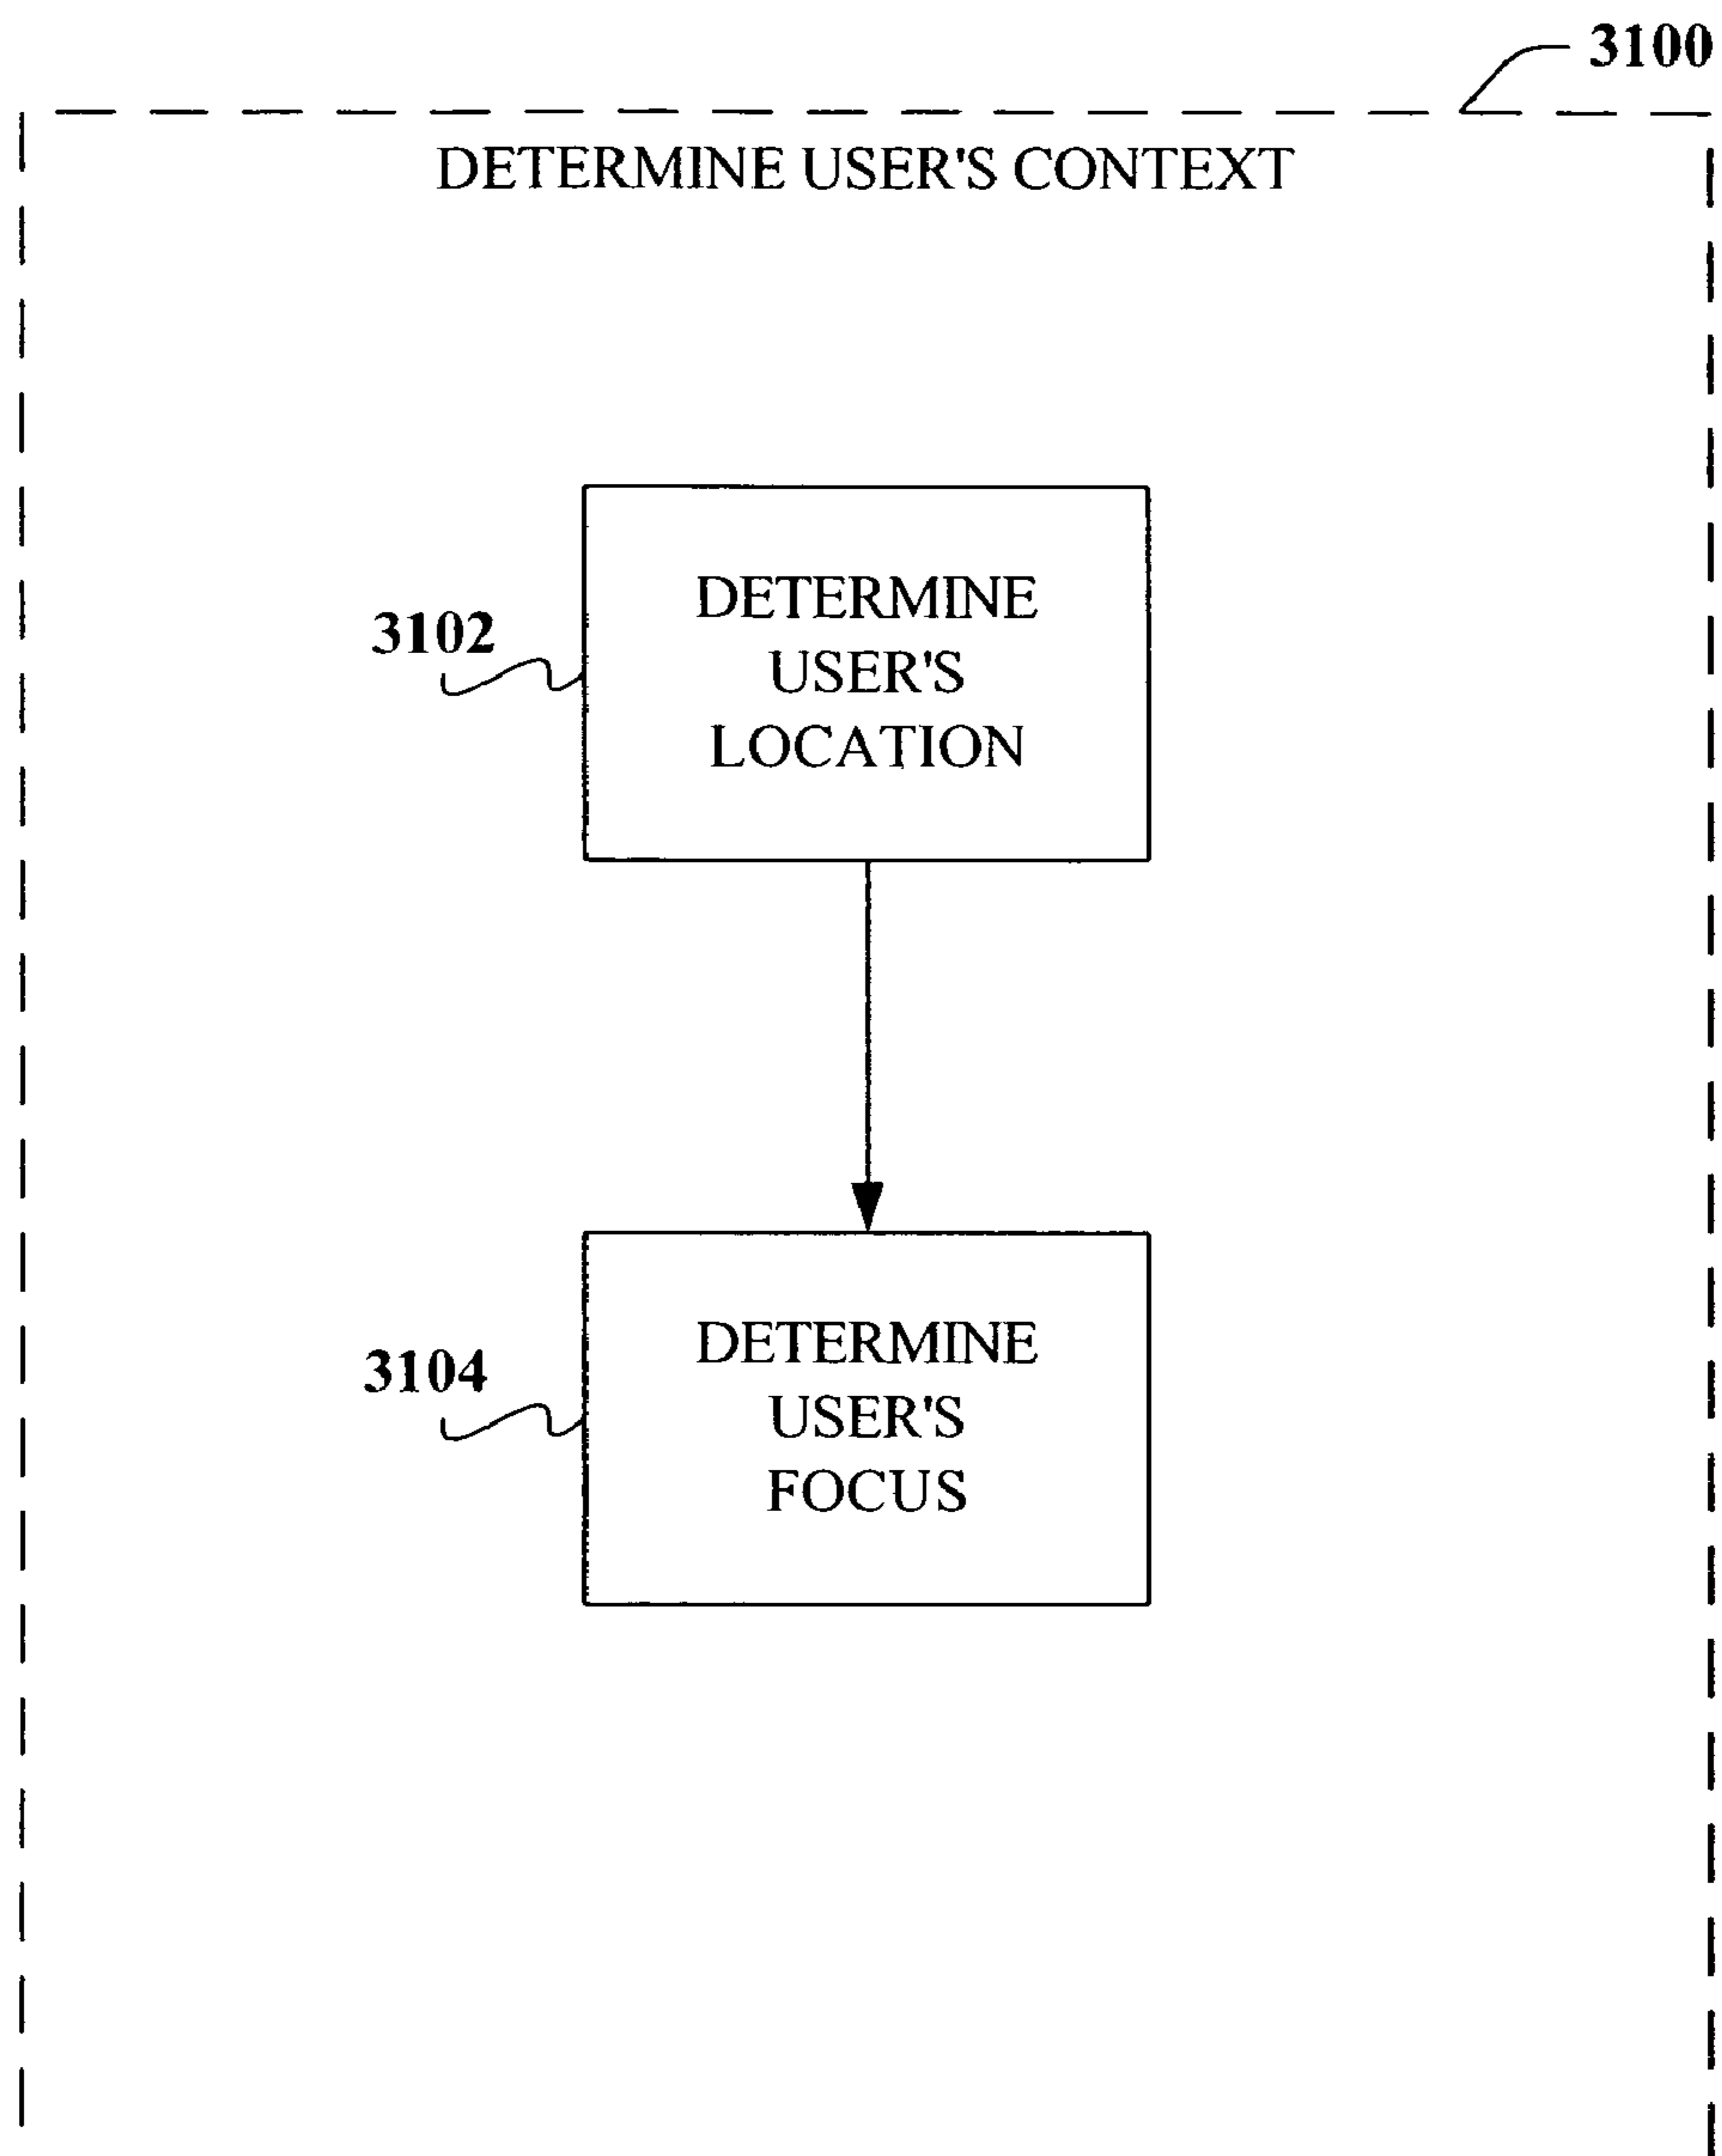 3100
DETERMINE USER'S CONTEXT
DETERMINE
USER'S
LOCATION
3102
DETERMINE
USER'S
FOCUS
3104